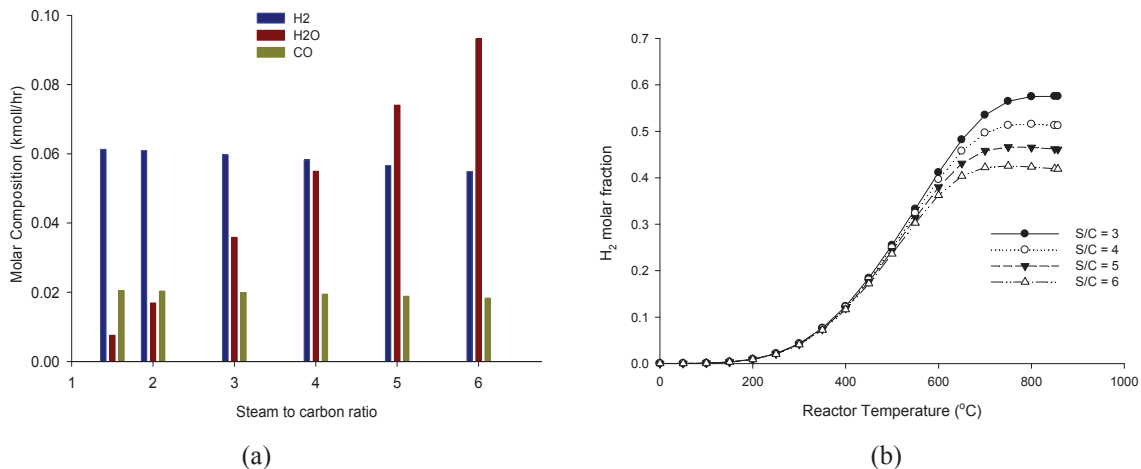 0.10
0.08
0.06
0.04
0.02
0.00
Molar Composition (kmoll/hr)
H2
H2O
CO
1 2 3 4 5 6
Steam to carbon ratio
(a)
0.7
0.6
0.5
0.4
0.3
0.2
0.1
0.0
H₂ molar fraction
S/C = 3
S/C = 4
S/C = 5
S/C = 6
0 200 400 600 800 1000
Reactor Temperature (°C)
(b)